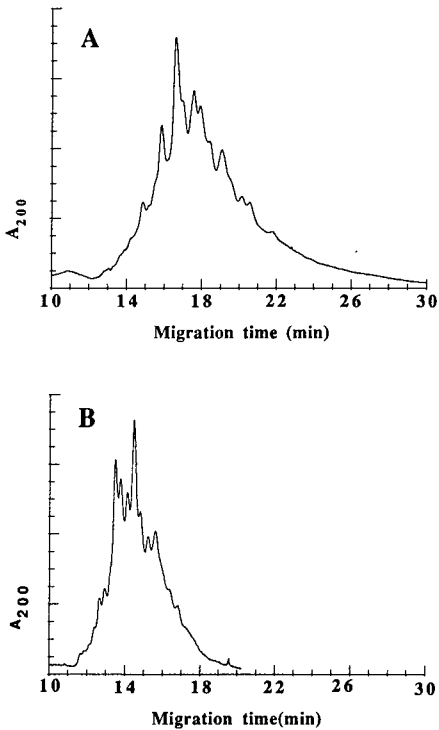 A
A200
10 14 18 22 26 30
Migration time (min)
B
A200
10 14 18 22 26 30
Migration time(min)